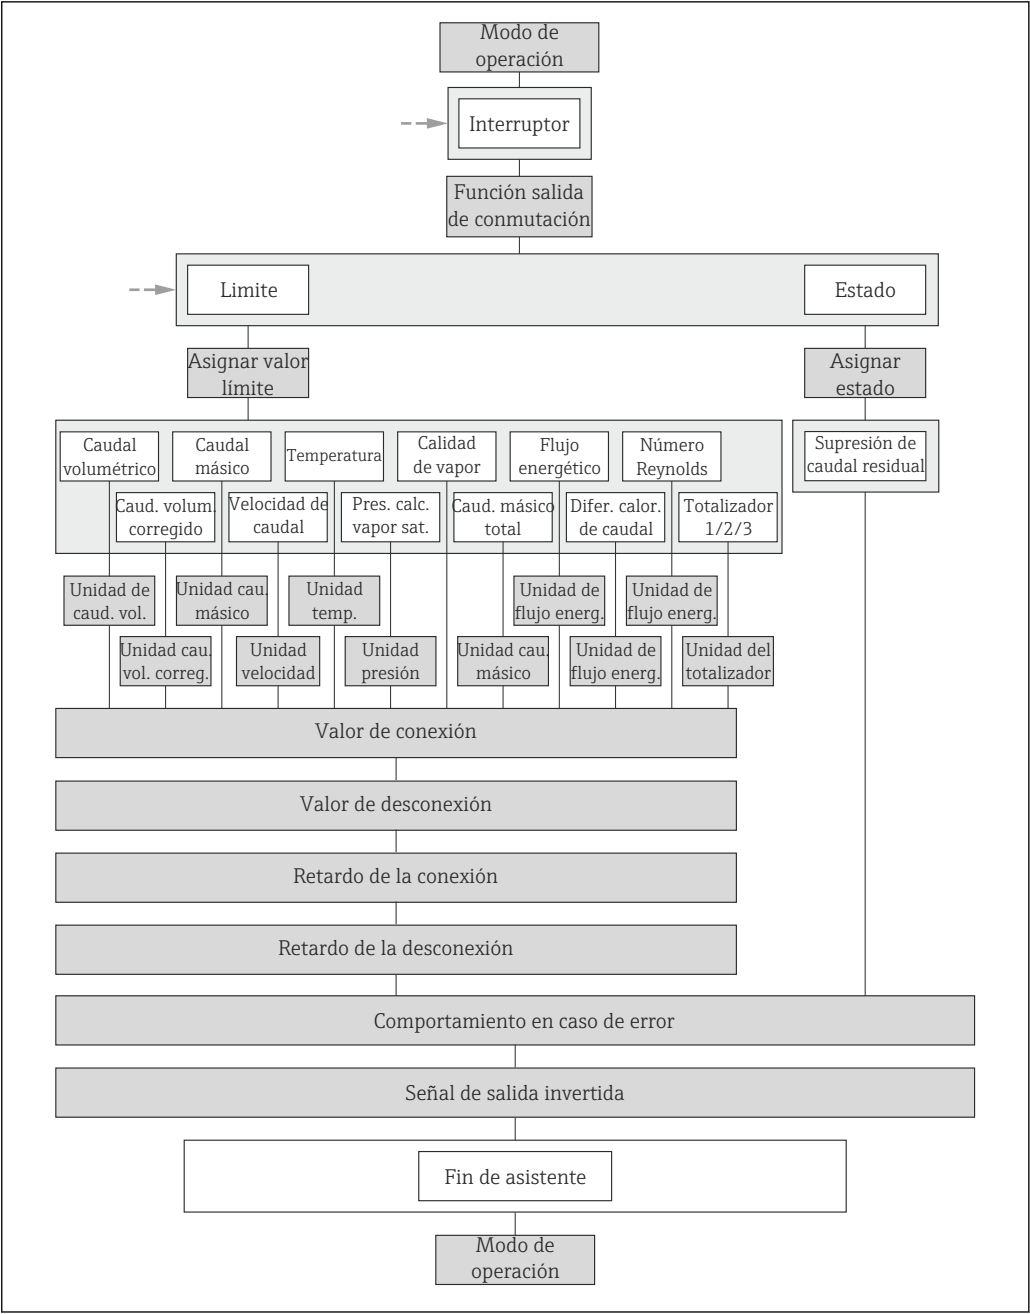 Modo de
operación
Interruptor
Función salida
de conmutación
Limite
Estado
Asignar valor
límite
Asignar
estado
Caudal
volumétrico
Caudal
másico
Temperatura
Calidad
de vapor
Flujo
energético
Número
Reynolds
Supresión de
caudal residual
Caud. volum.
corregido
Velocidad de
caudal
Pres. calc.
vapor sat.
Caud. másico
total
Difer. calor.
de caudal
Totalizador
1/2/3
Unidad de
caud. vol.
Unidad cau.
másico
Unidad
temp.
Unidad de
flujo energ.
Unidad de
flujo energ.
Unidad cau.
vol. correg.
Unidad
velocidad
Unidad
presión
Unidad cau.
másico
Unidad de
flujo energ.
Unidad del
totalizador
Valor de conexión
Valor de desconexión
Retardo de la conexión
Retardo de la desconexión
Comportamiento en caso de error
Señal de salida invertida
Fin de asistente
Modo de
operación